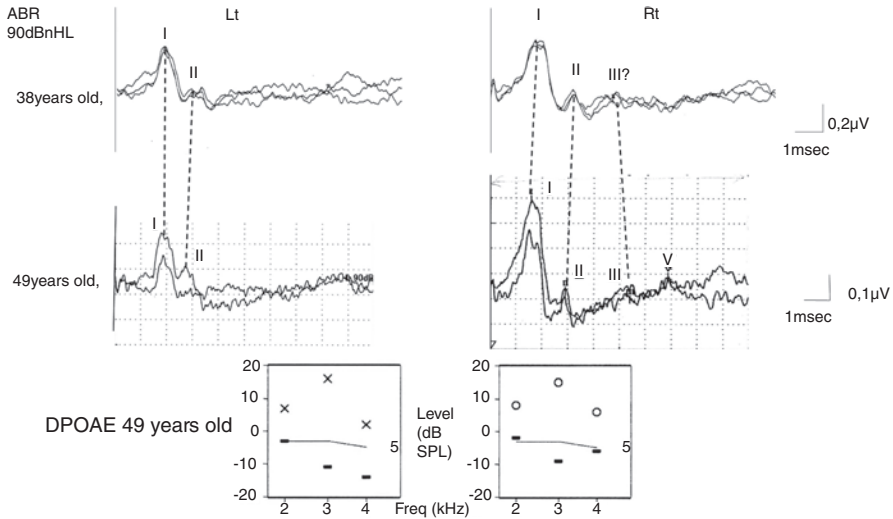 ABR
90dBnHL
Lt
Rt
I
II
I
II
III?
38years old,
0,2µV
1msec
I
II
I
II
III
V
49years old,
0,1µV
1msec
DPOAE 49 years old
20
10
0
-10
-20
5
2
3
4
Freq (kHz)
Level
(dB
SPL)
20
10
0
-10
-20
5
2
3
4